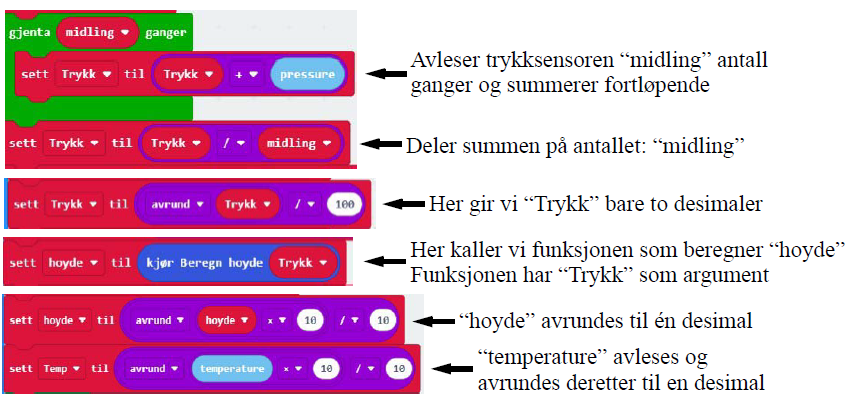 gjenta midling ganger
sett Trykk til Trykk + pressure
Avleser trykksensoren “midling” antall
ganger og summerer fortløpende
sett Trykk til Trykk / midling
Deler summen på antallet: “midling”
sett Trykk til avrund Trykk / 100
Her gir vi “Trykk” bare to desimaler
sett hoyde til kjør Beregn hoyde Trykk
Her kaller vi funksjonen som beregner “hoyde”
Funksjonen har “Trykk” som argument
sett hoyde til avrund hoyde × 10 / 10
“hoyde” avrundes til én desimal
sett Temp til avrund temperature × 10 / 10
“temperature” avleses og
avrundes deretter til en desimal